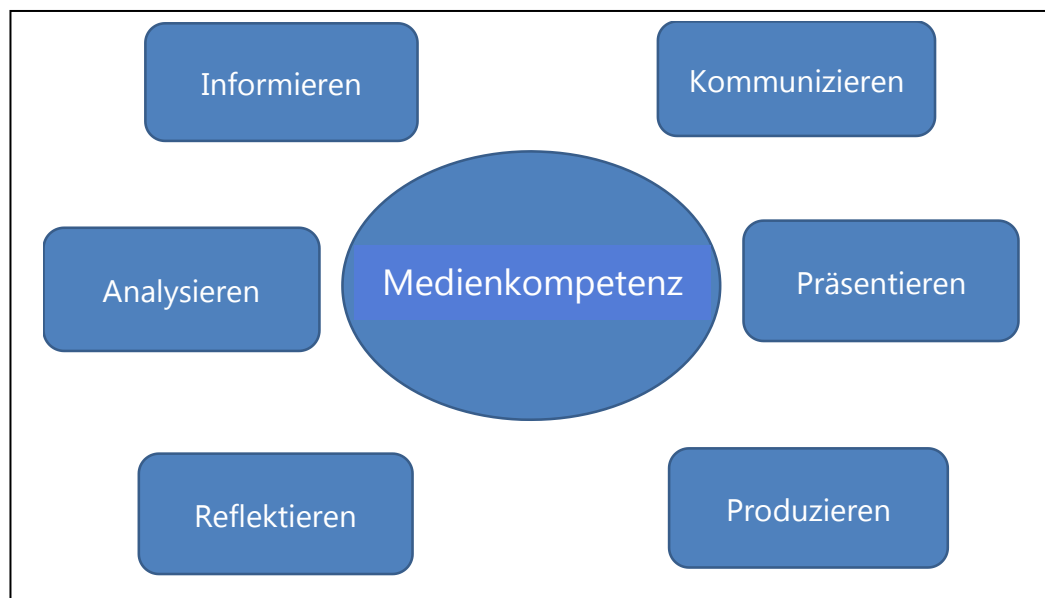 Informieren
Kommunizieren
Analysieren
Medienkompetenz
Präsentieren
Reflektieren
Produzieren